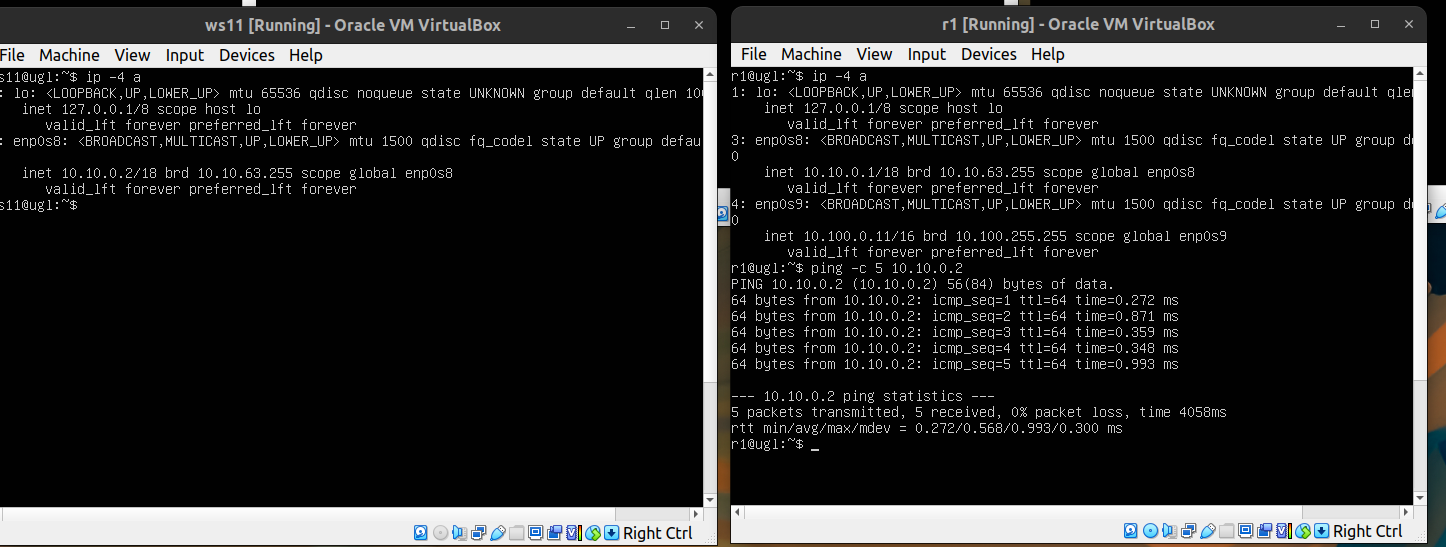 ws11 [Running] - Oracle VM VirtualBox
File Machine View Input Devices Help
s11@ugl:~$ ip -4 a
: lo: <LOOPBACK,UP,LOWER_UP> mtu 65536 qdisc noqueue state UNKNOWN group default qlen 100
inet 127.0.0.1/8 scope host lo
valid_lft forever preferred_lft forever
: enp0s8: <BROADCAST,MULTICAST,UP,LOWER_UP> mtu 1500 qdisc fq_codel state UP group defau
inet 10.10.0.2/18 brd 10.10.63.255 scope global enp0s8
valid_lft forever preferred_lft forever
s11@ugl:~$
Right Ctrl
r1 [Running] - Oracle VM VirtualBox
File Machine View Input Devices Help
r1@ugl:~$ ip -4 a
1: lo: <LOOPBACK,UP,LOWER_UP> mtu 65536 qdisc noqueue state UNKNOWN group default qlen
inet 127.0.0.1/8 scope host lo
valid_lft forever preferred_lft forever
3: enp0s8: <BROADCAST,MULTICAST,UP,LOWER_UP> mtu 1500 qdisc fq_codel state UP group de
0
inet 10.10.0.1/18 brd 10.10.63.255 scope global enp0s8
valid_lft forever preferred_lft forever
4: enp0s9: <BROADCAST,MULTICAST,UP,LOWER_UP> mtu 1500 qdisc fq_codel state UP group de
0
inet 10.100.0.11/16 brd 10.100.255.255 scope global enp0s9
valid_lft forever preferred_lft forever
r1@ugl:~$ ping -c 5 10.10.0.2
PING 10.10.0.2 (10.10.0.2) 56(84) bytes of data.
64 bytes from 10.10.0.2: icmp_seq=1 ttl=64 time=0.272 ms
64 bytes from 10.10.0.2: icmp_seq=2 ttl=64 time=0.871 ms
64 bytes from 10.10.0.2: icmp_seq=3 ttl=64 time=0.359 ms
64 bytes from 10.10.0.2: icmp_seq=4 ttl=64 time=0.348 ms
64 bytes from 10.10.0.2: icmp_seq=5 ttl=64 time=0.993 ms
--- 10.10.0.2 ping statistics ---
5 packets transmitted, 5 received, 0% packet loss, time 4058ms
rtt min/avg/max/mdev = 0.272/0.568/0.993/0.300 ms
r1@ugl:~$ _
Right Ctrl